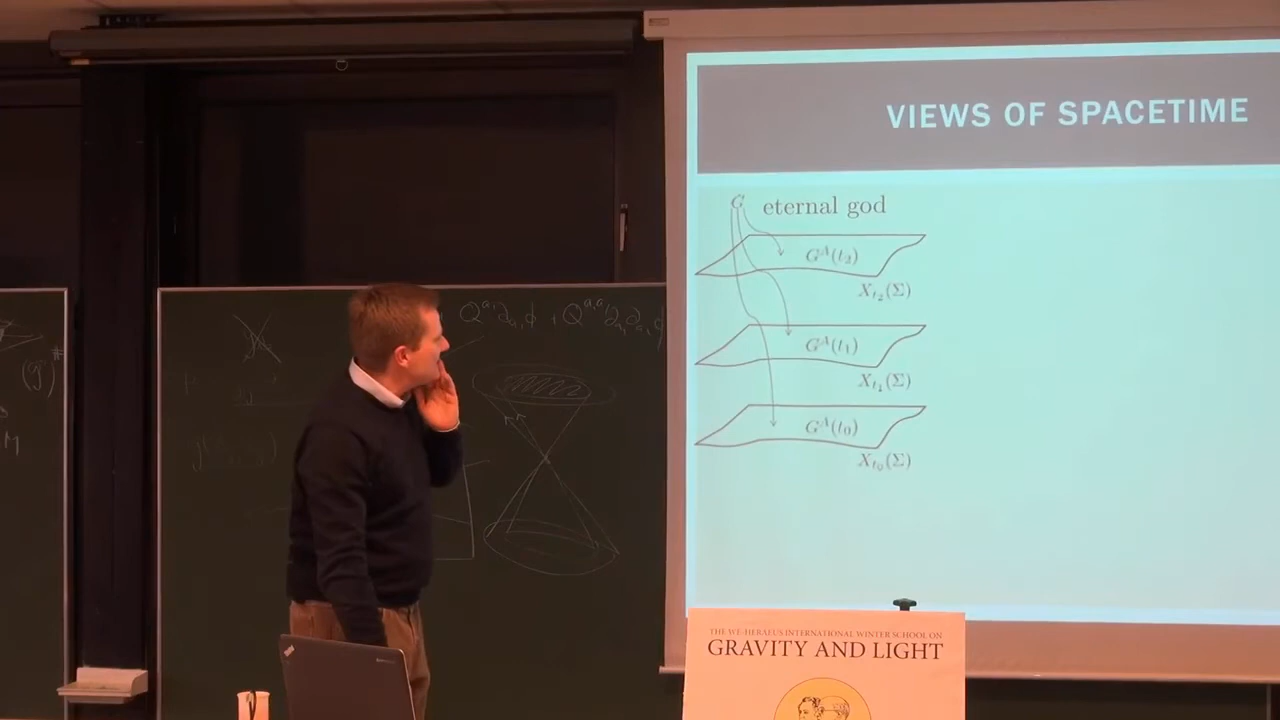 VIEWS OF SPACETIME
G eternal god
G^A(t_2)
X_{t_2}(Σ)
G^A(t_1)
X_{t_1}(Σ)
G^A(t_0)
X_{t_0}(Σ)
THE WE-HERAEUS INTERNATIONAL WINTER SCHOOL ON
GRAVITY AND LIGHT
M